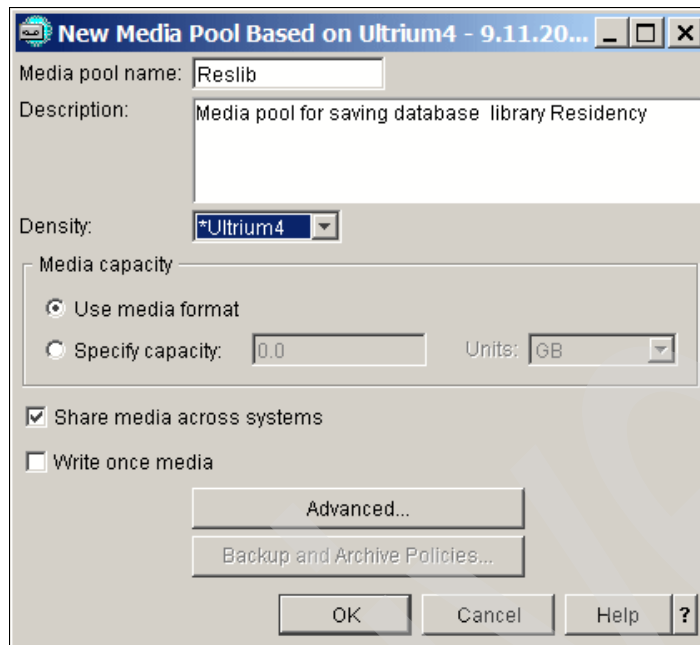 New Media Pool Based on Ultrium4 - 9.11.20...
Media pool name: Reslib
Description: Media pool for saving database  library Residency
Density: *Ultrium4
Media capacity
Use media format
Specify capacity: 0.0 Units: GB
Share media across systems
Write once media
Advanced...
Backup and Archive Policies...
OK Cancel Help ?